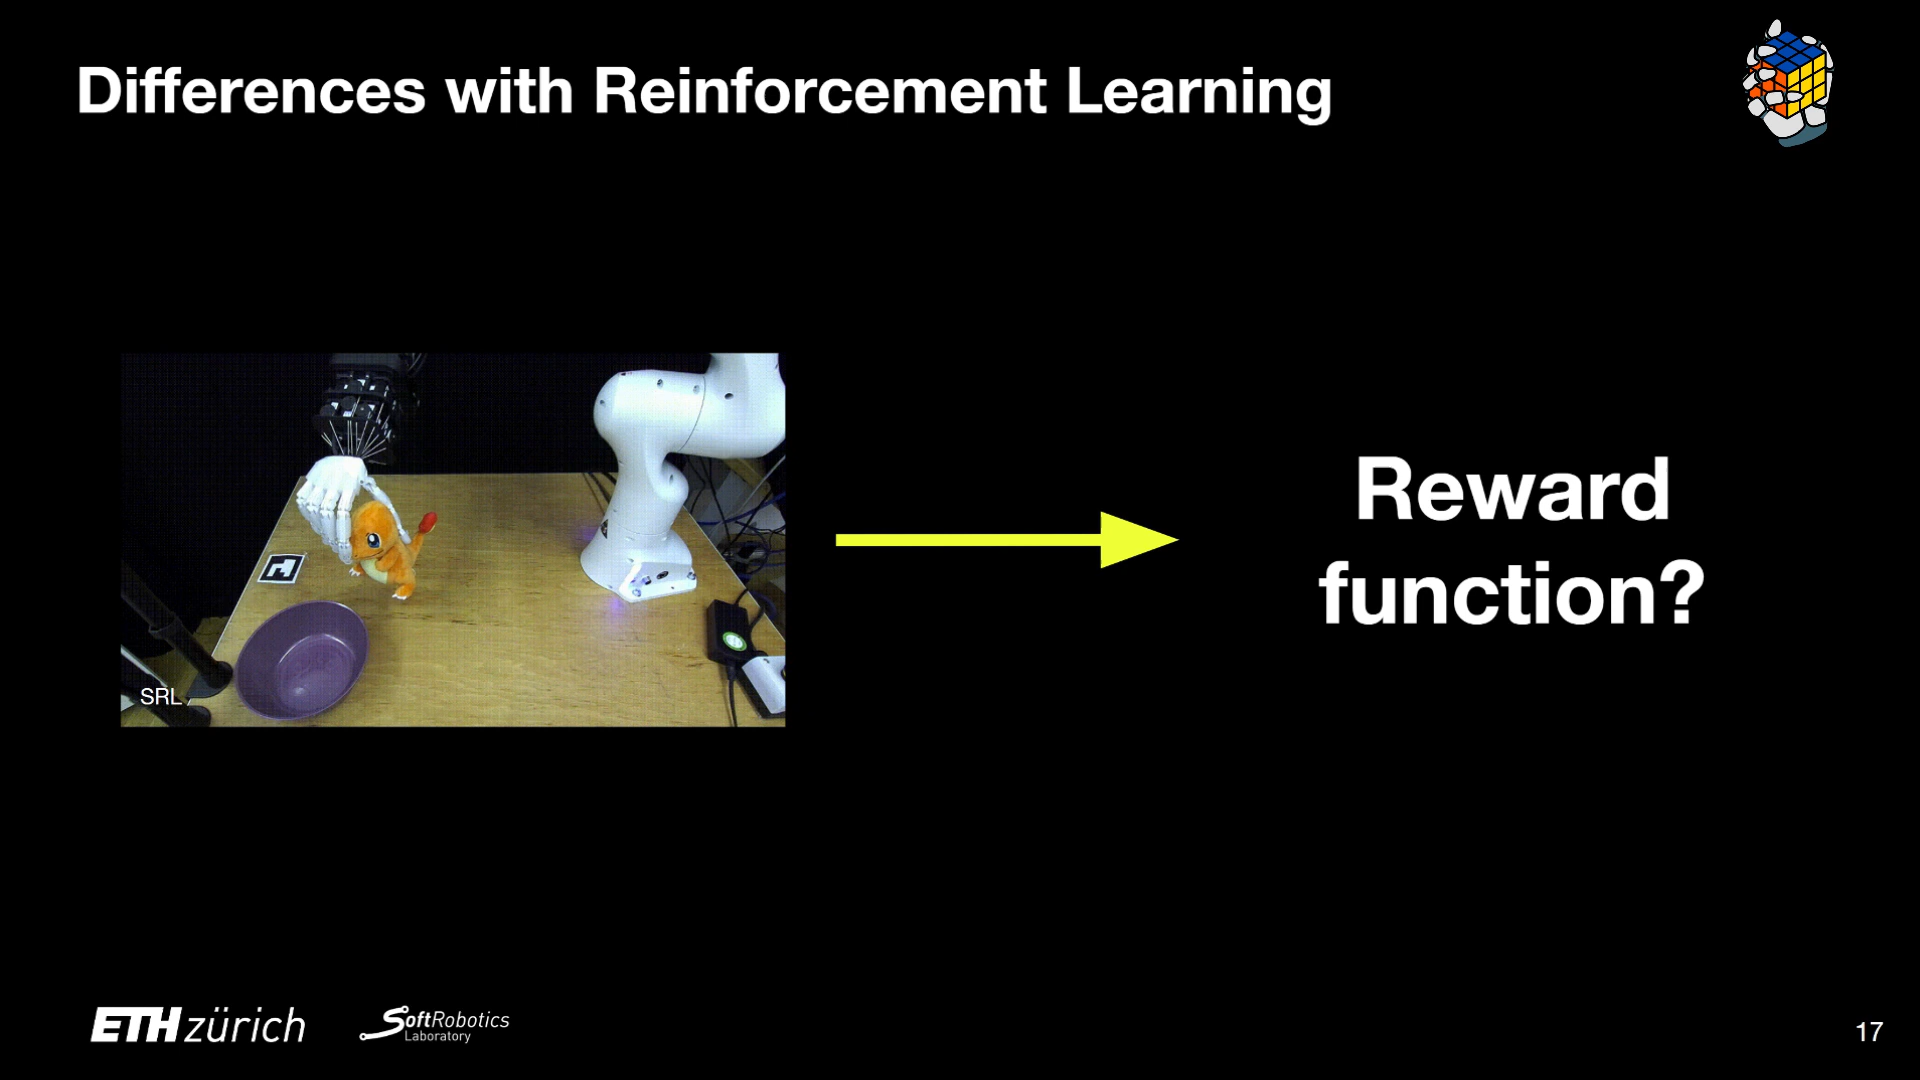 Differences with Reinforcement Learning
SRL
Reward
function?
ETH zürich
SoftRobotics
Laboratory
17